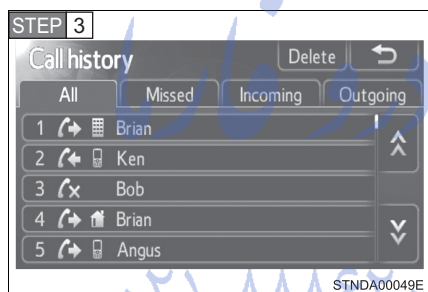 STEP 3
Call history Delete
All Missed Incoming Outgoing
1 Brian
2 Ken
3 Bob
4 Brian
5 Angus
STNDA00049E